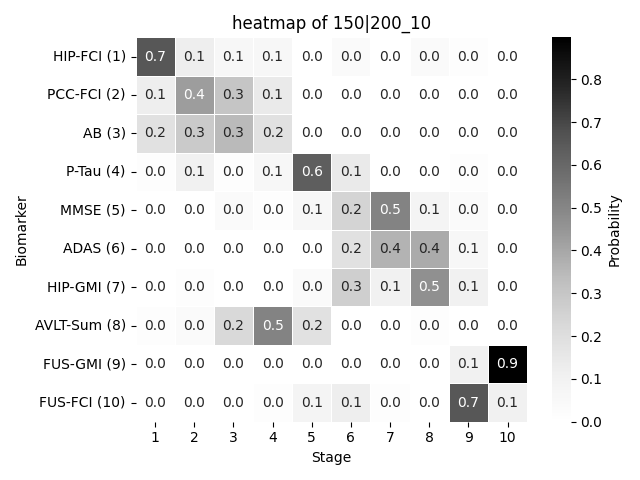 heatmap of 150|200_10
HIP-FCI (1) 0.7 0.1 0.1 0.1 0.0 0.0 0.0 0.0 0.0 0.0
PCC-FCI (2) 0.1 0.4 0.3 0.1 0.0 0.0 0.0 0.0 0.0 0.0
AB (3) 0.2 0.3 0.3 0.2 0.0 0.0 0.0 0.0 0.0 0.0
P-Tau (4) 0.0 0.1 0.0 0.1 0.6 0.1 0.0 0.0 0.0 0.0
MMSE (5) 0.0 0.0 0.0 0.0 0.1 0.2 0.5 0.1 0.0 0.0
ADAS (6) 0.0 0.0 0.0 0.0 0.0 0.2 0.4 0.4 0.1 0.0
HIP-GMI (7) 0.0 0.0 0.0 0.0 0.0 0.3 0.1 0.5 0.1 0.0
AVLT-Sum (8) 0.0 0.0 0.2 0.5 0.2 0.0 0.0 0.0 0.0 0.0
FUS-GMI (9) 0.0 0.0 0.0 0.0 0.0 0.0 0.0 0.0 0.1 0.9
FUS-FCI (10) 0.0 0.0 0.0 0.0 0.1 0.1 0.0 0.0 0.7 0.1
1 2 3 4 5 6 7 8 9 10
Stage
Biomarker
0.8
0.7
0.6
0.5
0.4
0.3
0.2
0.1
0.0
Probability